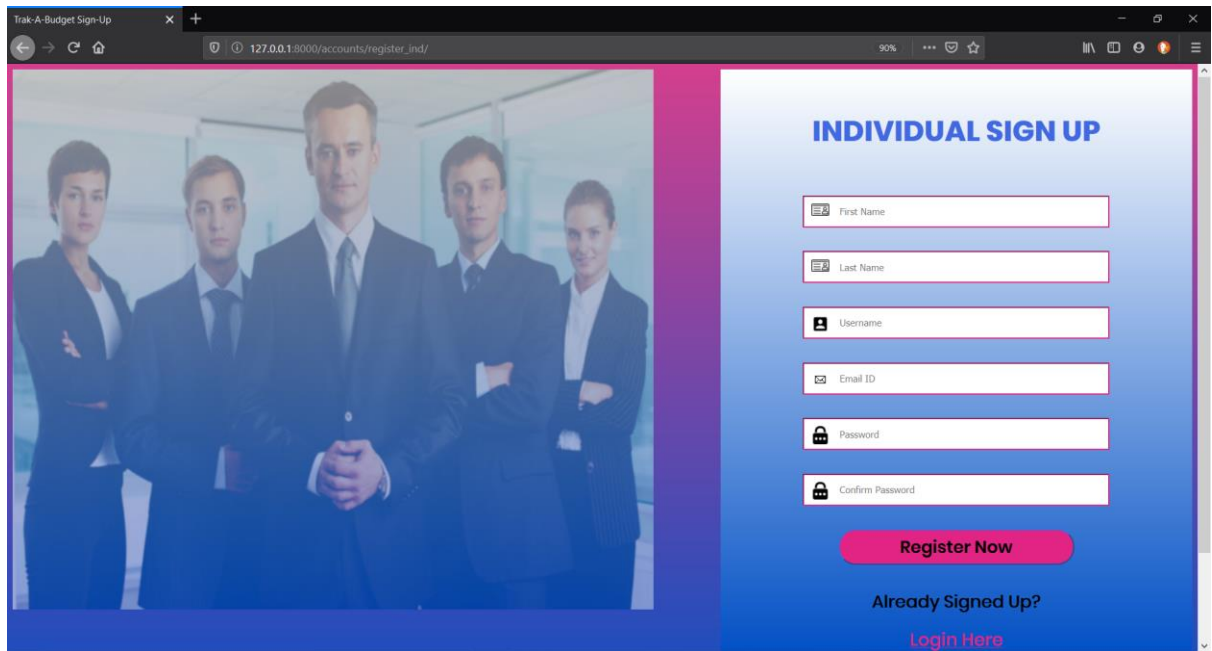 Trak-A-Budget Sign-Up
127.0.0.1:8000/accounts/register_ind/
90%
INDIVIDUAL SIGN UP
First Name
Last Name
Username
Email ID
Password
Confirm Password
Register Now
Already Signed Up?
Login Here